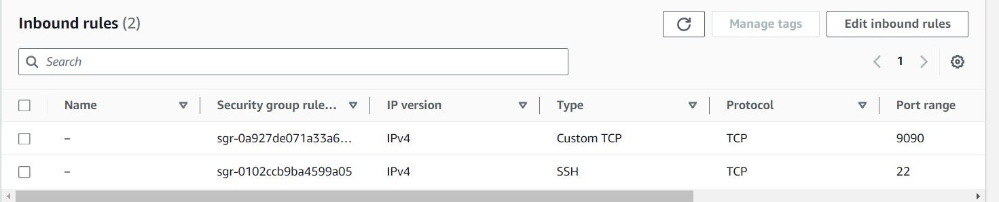 Inbound rules (2)
Manage tags
Edit inbound rules
Search
1
Name Security group rule... IP version Type Protocol Port range
– sgr-0a927de071a33a6... IPv4 Custom TCP TCP 9090
– sgr-0102ccb9ba4599a05 IPv4 SSH TCP 22